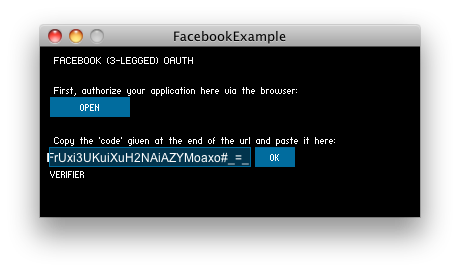 FacebookExample
FACEBOOK (3-LEGGED) OAUTH
First, authorize your application here via the browser:
OPEN
Copy the 'code' given at the end of the url and paste it here:
FrUxi3UKuiXuH2NAiAZYMoaxo#_=_ OK
VERIFIER